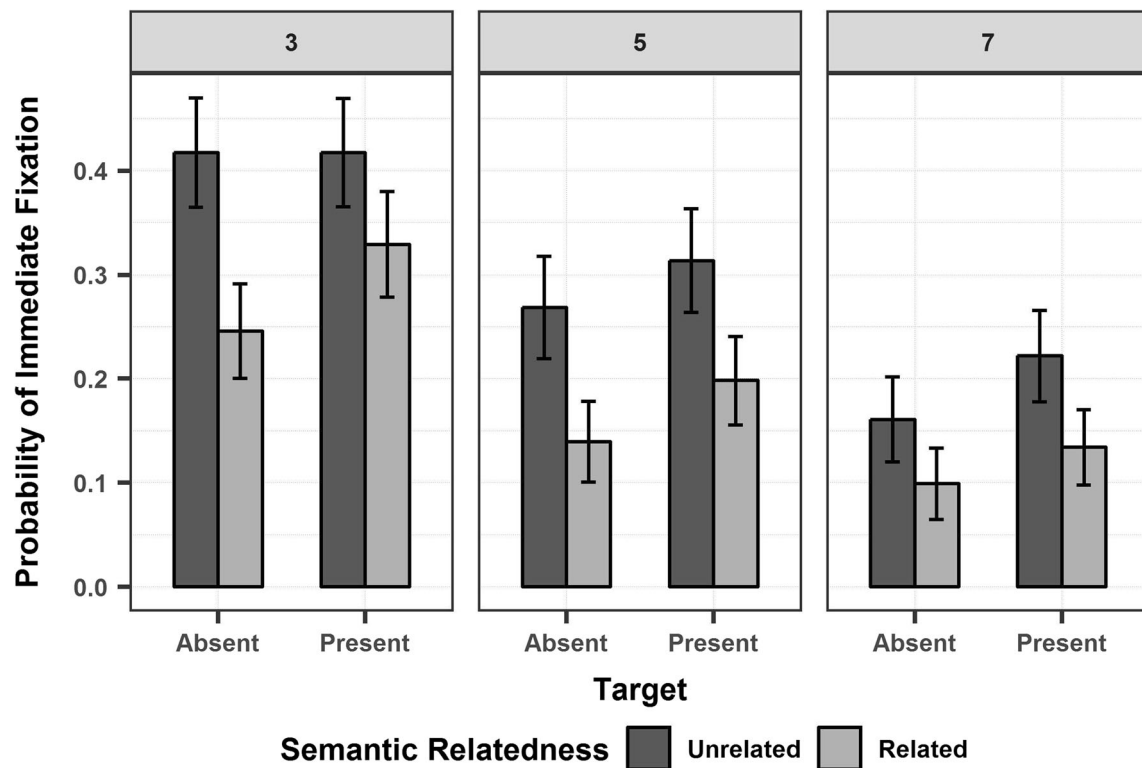 3
5
7
Probability of Immediate Fixation
0.4
0.3
0.2
0.1
0.0
Absent
Present
Absent
Present
Absent
Present
Target
Semantic Relatedness Unrelated Related